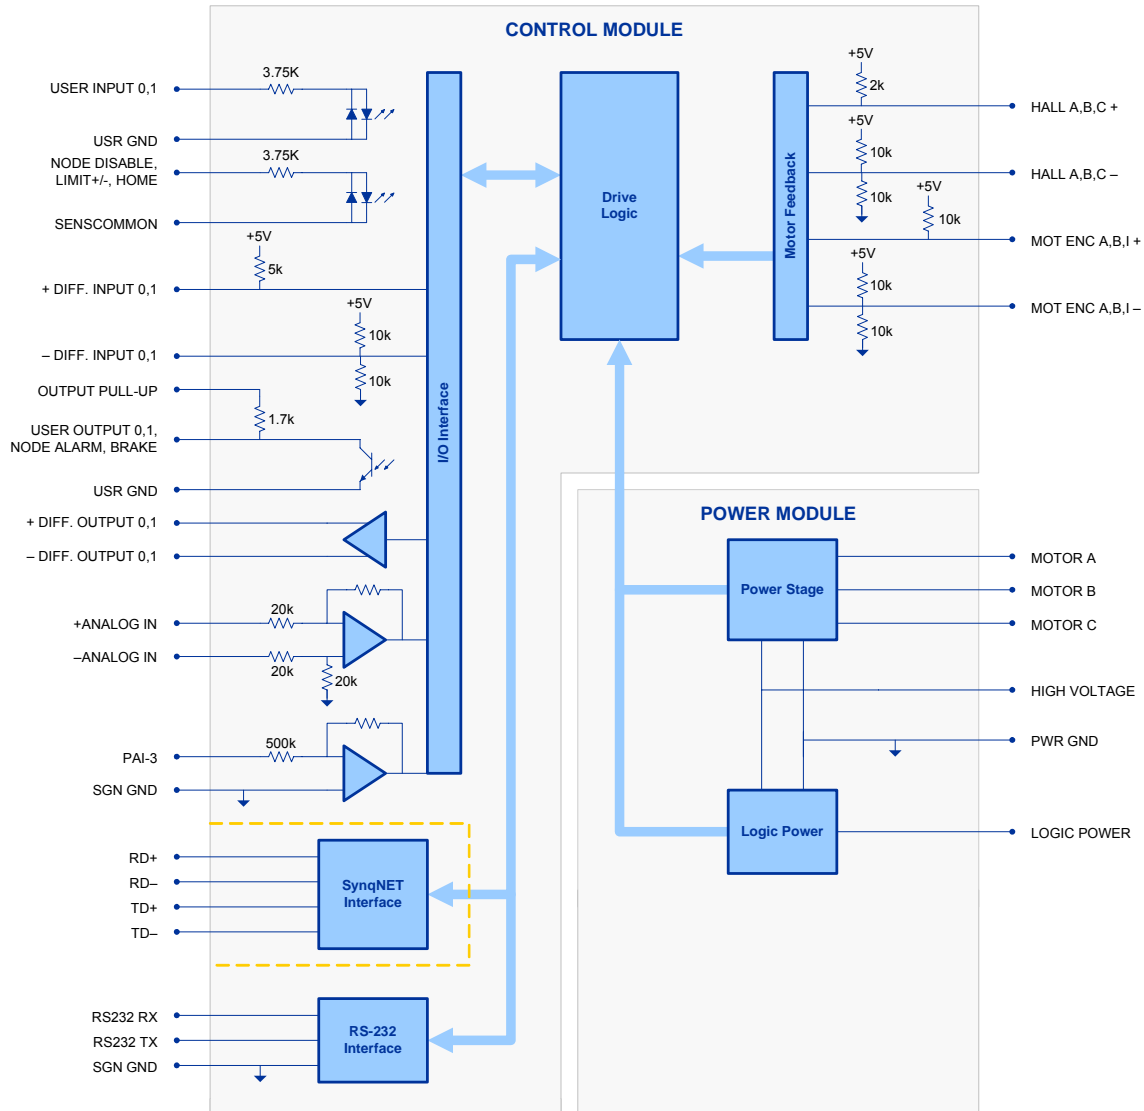 CONTROL MODULE
USER INPUT 0,1
3.75K
USR GND
NODE DISABLE,
LIMIT+/-, HOME
3.75K
SENSCOMMON
+5V
5k
+ DIFF. INPUT 0,1
+5V
10k
– DIFF. INPUT 0,1
10k
OUTPUT PULL-UP
1.7k
USER OUTPUT 0,1,
NODE ALARM, BRAKE
USR GND
+ DIFF. OUTPUT 0,1
– DIFF. OUTPUT 0,1
+ANALOG IN
20k
–ANALOG IN
20k
20k
PAI-3
500k
SGN GND
I/O Interface
Drive
Logic
Motor Feedback
+5V
2k
HALL A,B,C +
+5V
10k
HALL A,B,C –
10k
+5V
10k
MOT ENC A,B,I +
+5V
10k
MOT ENC A,B,I –
10k
RD+
RD–
TD+
TD–
SynqNET
Interface
RS232 RX
RS232 TX
SGN GND
RS-232
Interface
POWER MODULE
Power Stage
MOTOR A
MOTOR B
MOTOR C
HIGH VOLTAGE
PWR GND
Logic Power
LOGIC POWER